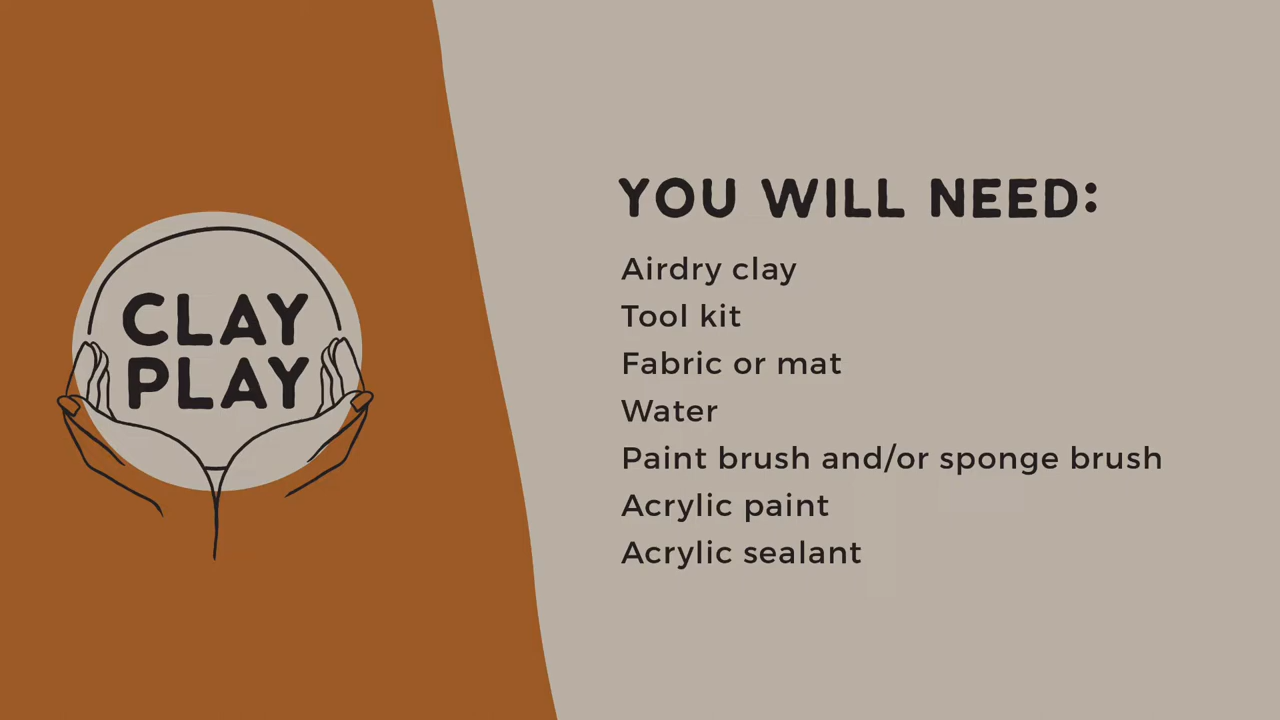 CLAY
PLAY
YOU WILL NEED:
Airdry clay
Tool kit
Fabric or mat
Water
Paint brush and/or sponge brush
Acrylic paint
Acrylic sealant